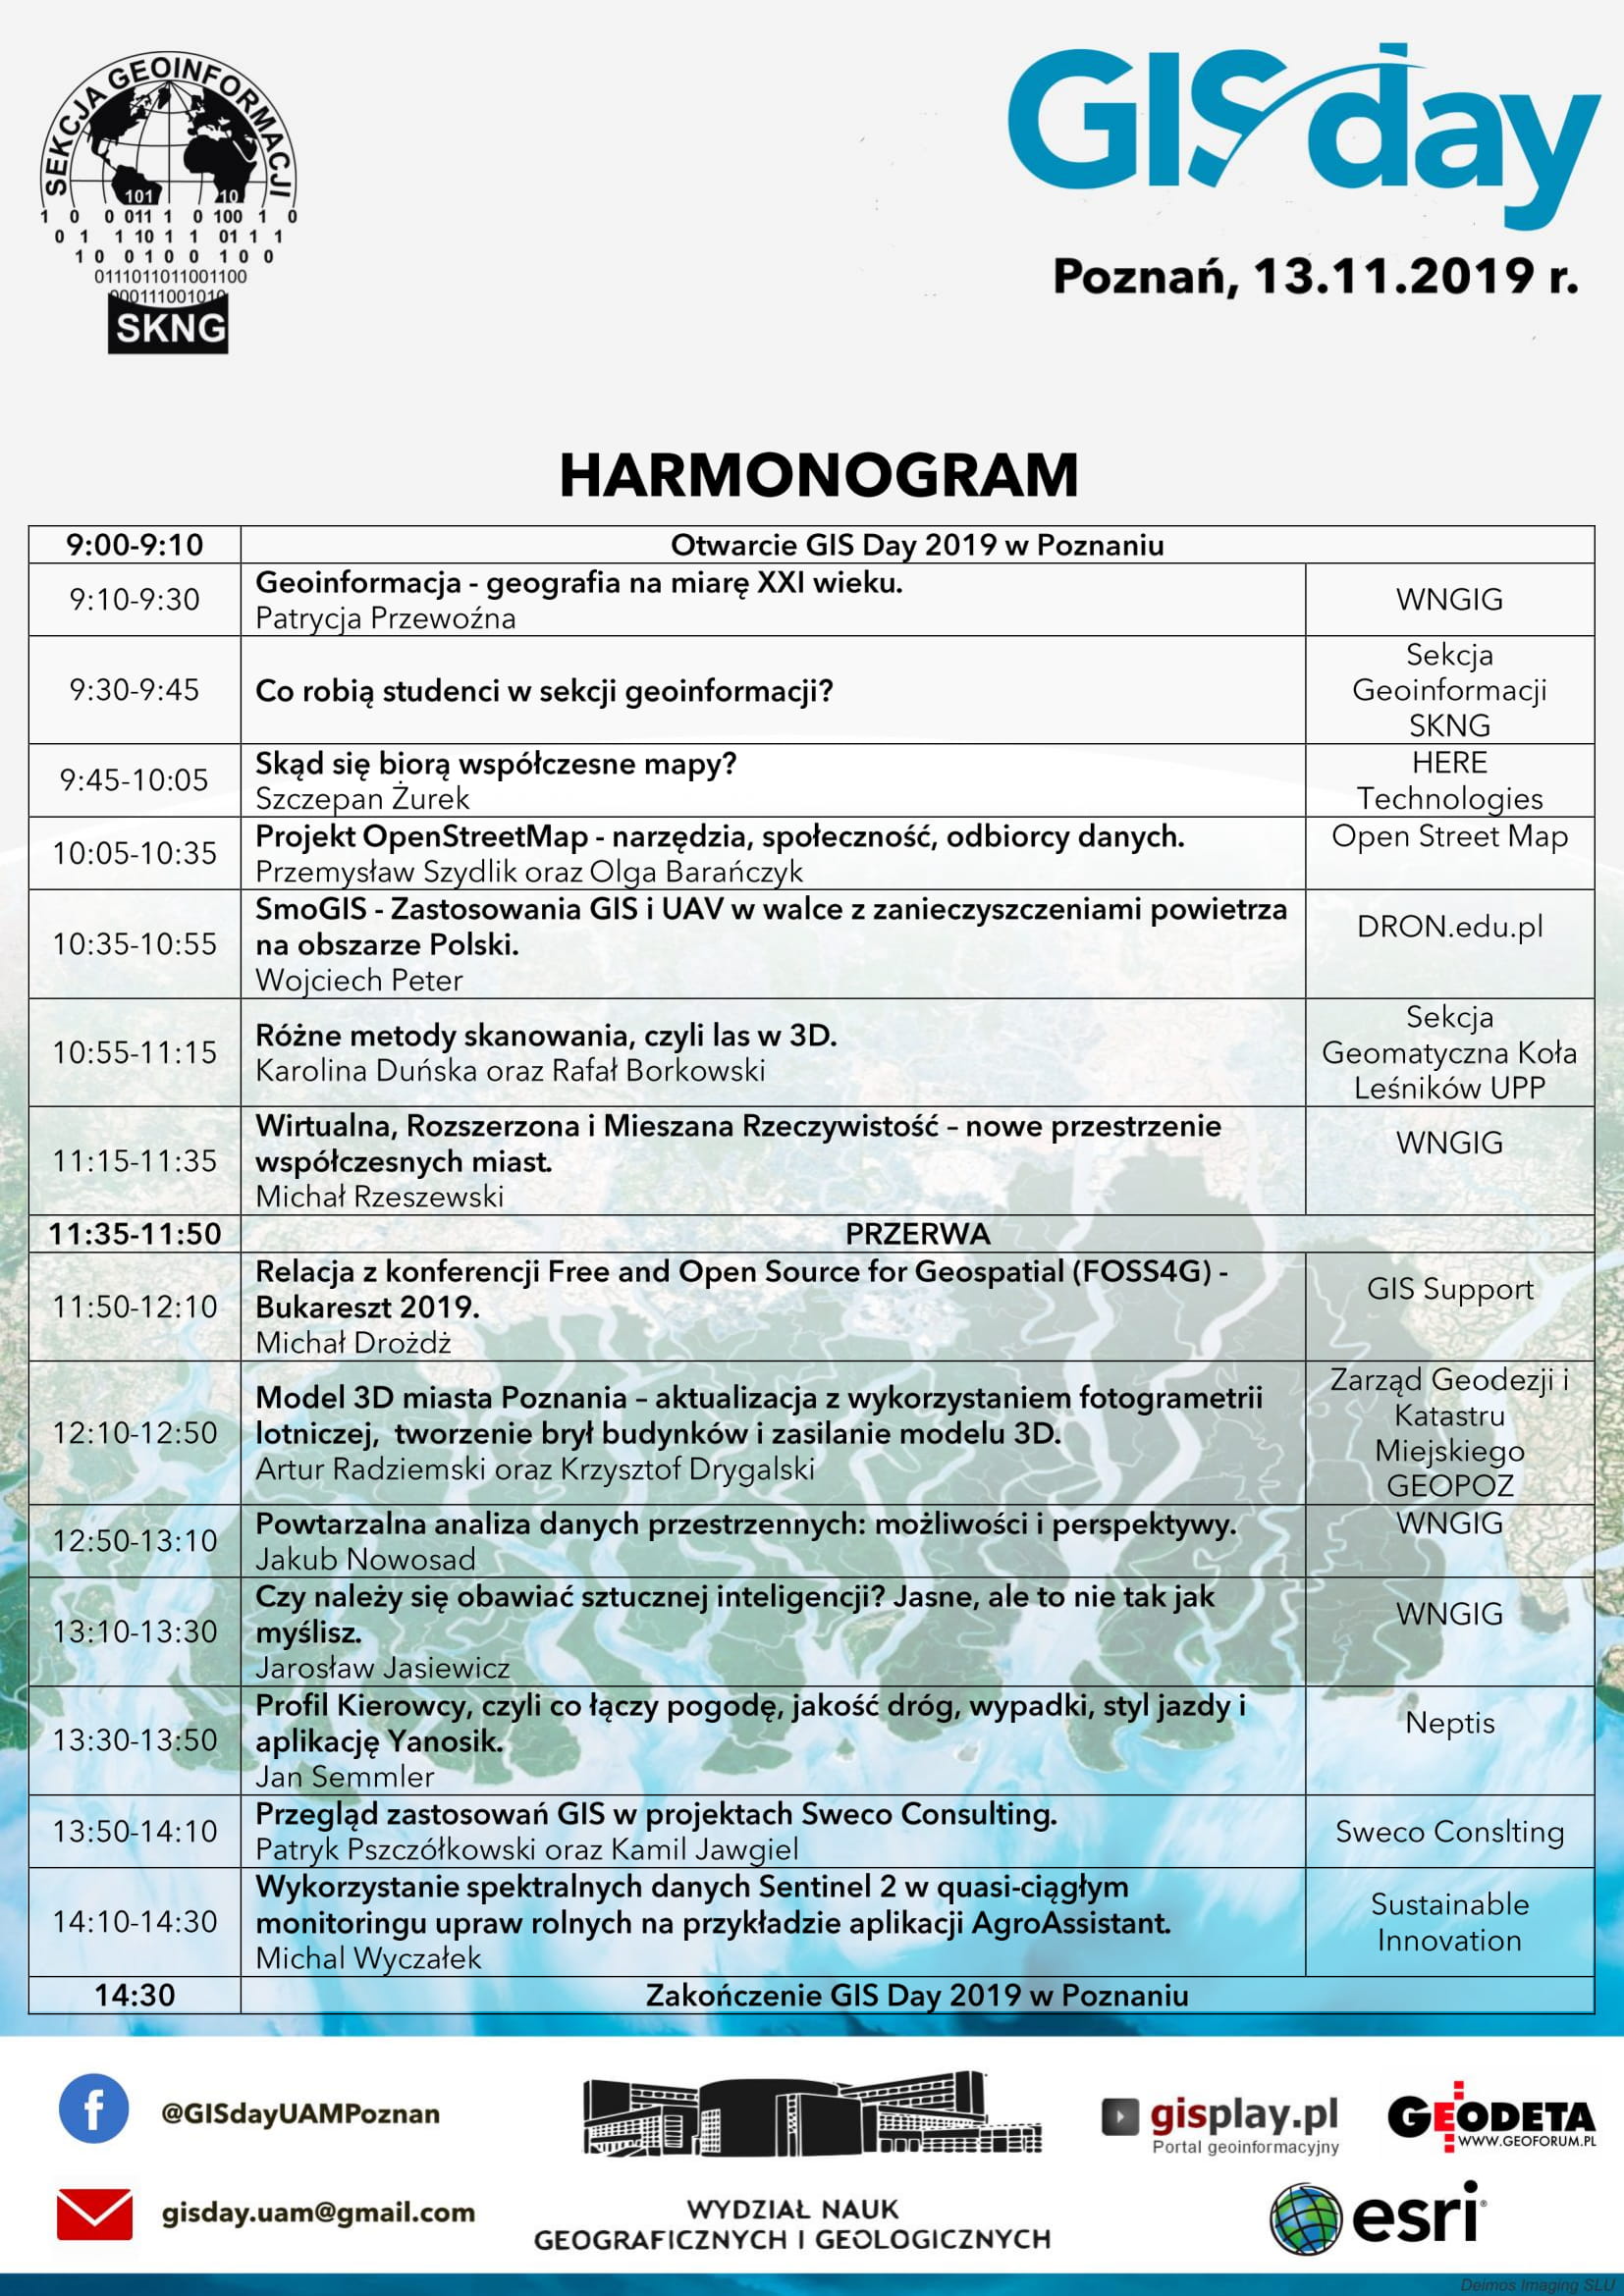 SEKCJA GEOINFORMACJI
101 10
1 0 0 011 1 0 100 1 0
0 1 1 10 1 1 01 1 1
1 0 0 1 0 0 1 0 0
0111011011001100
000111001010
SKNG
GIS day
Poznań, 13.11.2019 r.
HARMONOGRAM
9:00-9:10 Otwarcie GIS Day 2019 w Poznaniu
9:10-9:30
Geoinformacja - geografia na miarę XXI wieku.
Patrycja Przewoźna
WNGIG
9:30-9:45
Co robią studenci w sekcji geoinformacji?
Sekcja
Geoinformacji
SKNG
9:45-10:05
Skąd się biorą współczesne mapy?
Szczepan Żurek
HERE
Technologies
10:05-10:35
Projekt OpenStreetMap - narzędzia, społeczność, odbiorcy danych.
Przemysław Szydlik oraz Olga Barańczyk
Open Street Map
10:35-10:55
SmoGIS - Zastosowania GIS i UAV w walce z zanieczyszczeniami powietrza
na obszarze Polski.
Wojciech Peter
DRON.edu.pl
10:55-11:15
Różne metody skanowania, czyli las w 3D.
Karolina Duńska oraz Rafał Borkowski
Sekcja
Geomatyczna Koła
Leśników UPP
11:15-11:35
Wirtualna, Rozszerzona i Mieszana Rzeczywistość – nowe przestrzenie
współczesnych miast.
Michał Rzeszewski
WNGIG
11:35-11:50 PRZERWA
11:50-12:10
Relacja z konferencji Free and Open Source for Geospatial (FOSS4G) -
Bukareszt 2019.
Michał Drożdż
GIS Support
12:10-12:50
Model 3D miasta Poznania – aktualizacja z wykorzystaniem fotogrametrii
lotniczej, tworzenie brył budynków i zasilanie modelu 3D.
Artur Radziemski oraz Krzysztof Drygalski
Zarząd Geodezji i
Katastru
Miejskiego
GEOPOZ
12:50-13:10
Powtarzalna analiza danych przestrzennych: możliwości i perspektywy.
Jakub Nowosad
WNGIG
13:10-13:30
Czy należy się obawiać sztucznej inteligencji? Jasne, ale to nie tak jak
myślisz.
Jarosław Jasiewicz
WNGIG
13:30-13:50
Profil Kierowcy, czyli co łączy pogodę, jakość dróg, wypadki, styl jazdy i
aplikację Yanosik.
Jan Semmler
Neptis
13:50-14:10
Przegląd zastosowań GIS w projektach Sweco Consulting.
Patryk Pszczółkowski oraz Kamil Jawgiel
Sweco Conslting
14:10-14:30
Wykorzystanie spektralnych danych Sentinel 2 w quasi-ciągłym
monitoringu upraw rolnych na przykładzie aplikacji AgroAssistant.
Michal Wyczałek
Sustainable
Innovation
14:30 Zakończenie GIS Day 2019 w Poznaniu
@GISdayUAMPoznan
gisday.uam@gmail.com
WYDZIAŁ NAUK
GEOGRAFICZNYCH I GEOLOGICZNYCH
gisplay.pl
Portal geoinformacyjny
GEODETA
WWW.GEOFORUM.PL
esri
Deimos Imaging SLU